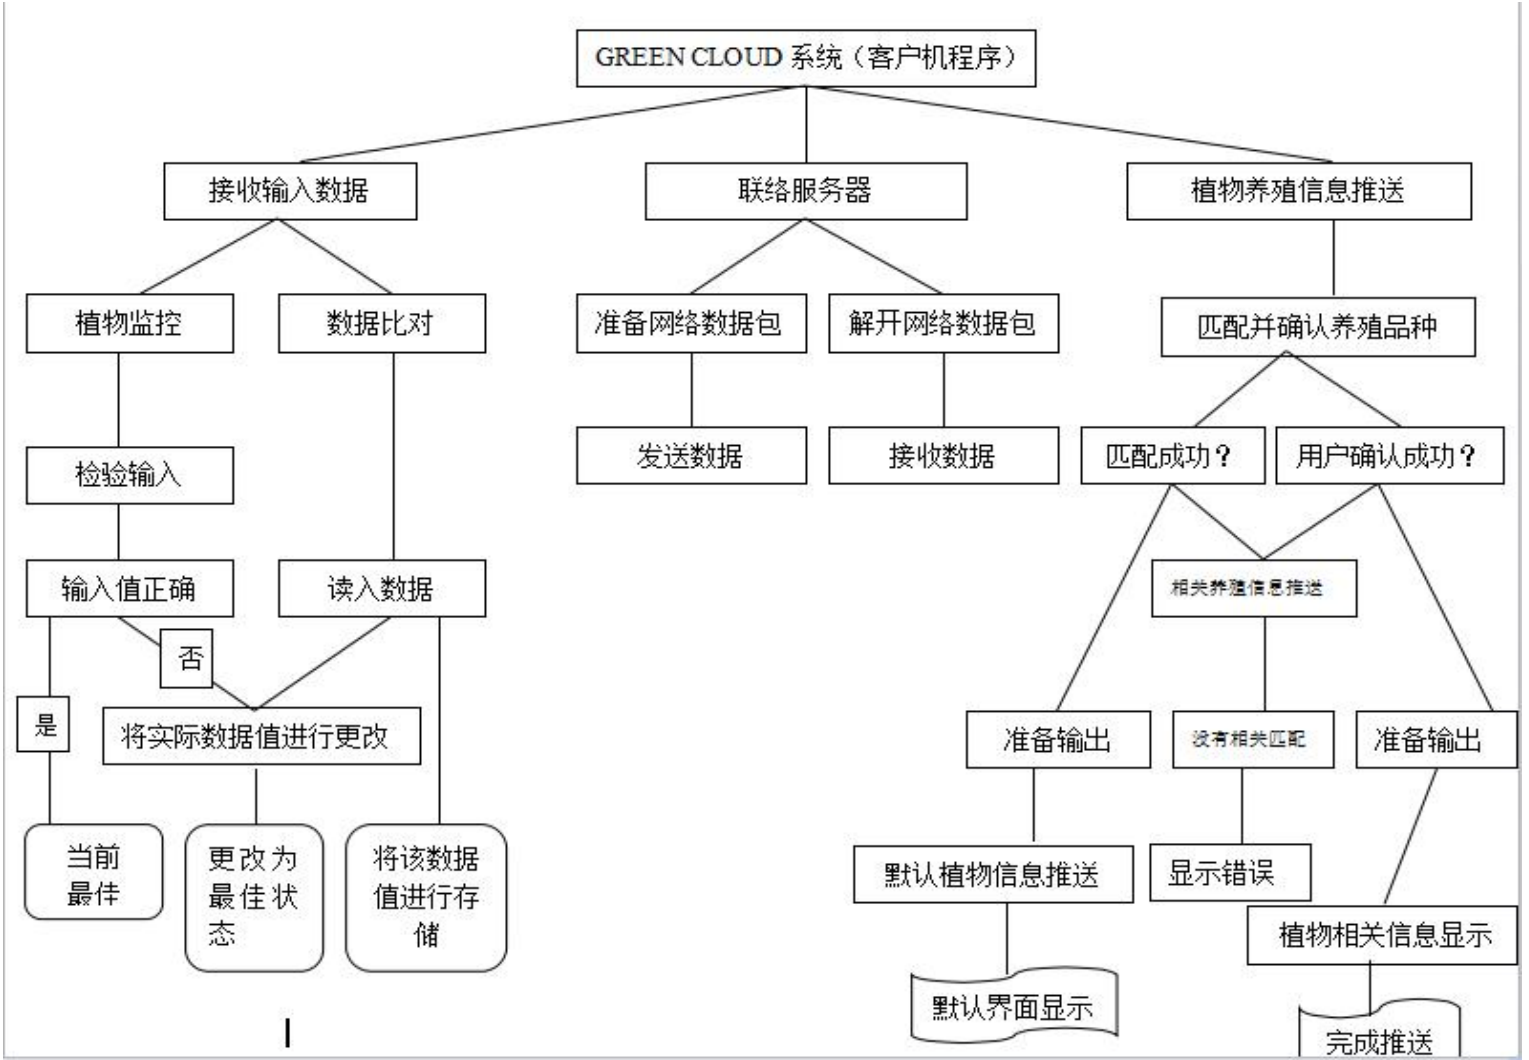 GREEN CLOUD 系统（客户机程序）
接收输入数据
联络服务器
植物养殖信息推送
植物监控
数据比对
准备网络数据包
解开网络数据包
匹配并确认养殖品种
检验输入
发送数据
接收数据
匹配成功？
用户确认成功？
输入值正确
读入数据
相关养殖信息推送
否
是
将实际数据值进行更改
准备输出
没有相关匹配
准备输出
当前
最佳
更改为
最佳状
态
将该数据
值进行存
储
默认植物信息推送
显示错误
植物相关信息显示
默认界面显示
完成推送